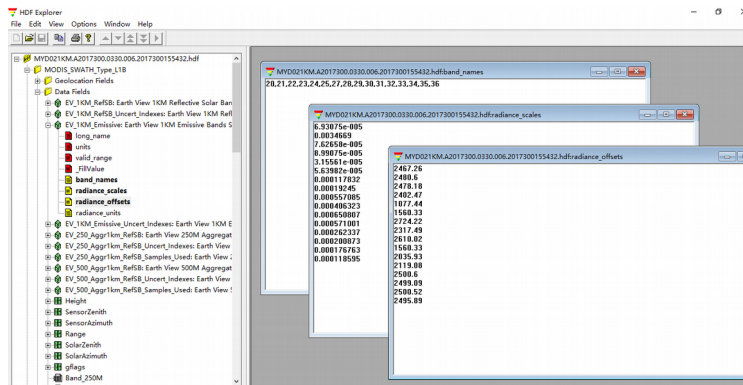 HDF Explorer
File Edit View Options Window Help
MYD021KM.A2017300.0330.006.2017300155432.hdf
MODIS_SWATH_Type_L1B
Geolocation Fields
Data Fields
EV_1KM_RefSB: Earth View 1KM Reflective Solar Ban
EV_1KM_RefSB_Uncert_Indexes: Earth View 1KM Refl
EV_1KM_Emissive: Earth View 1KM Emissive Bands S
long_name
units
valid_range
_FillValue
band_names
radiance_scales
radiance_offsets
radiance_units
EV_1KM_Emissive_Uncert_Indexes: Earth View 1KM E
EV_250_Aggr1km_RefSB: Earth View 250M Aggregat
EV_250_Aggr1km_RefSB_Uncert_Indexes: Earth View
EV_250_Aggr1km_RefSB_Samples_Used: Earth View 2
EV_500_Aggr1km_RefSB: Earth View 500M Aggregat
EV_500_Aggr1km_RefSB_Uncert_Indexes: Earth View
EV_500_Aggr1km_RefSB_Samples_Used: Earth View 5
Height
SensorZenith
SensorAzimuth
Range
SolarZenith
SolarAzimuth
gflags
Band_250M
MYD021KM.A2017300.0330.006.2017300155432.hdf:band_names
20,21,22,23,24,25,27,28,29,30,31,32,33,34,35,36
MYD021KM.A2017300.0330.006.2017300155432.hdf:radiance_scales
6.93075e-005
0.0034669
7.62650e-005
8.99075e-005
3.15561e-005
5.63982e-005
0.000117832
0.00019245
0.000557085
0.000406323
0.000650807
0.000571001
0.000262337
0.000200873
0.000176763
0.000118595
MYD021KM.A2017300.0330.006.2017300155432.hdf:radiance_offsets
2467.26
2480.6
2478.18
2402.47
1077.44
1560.33
2724.22
2317.49
2610.02
1560.33
2035.93
2119.08
2500.6
2499.09
2500.52
2495.89